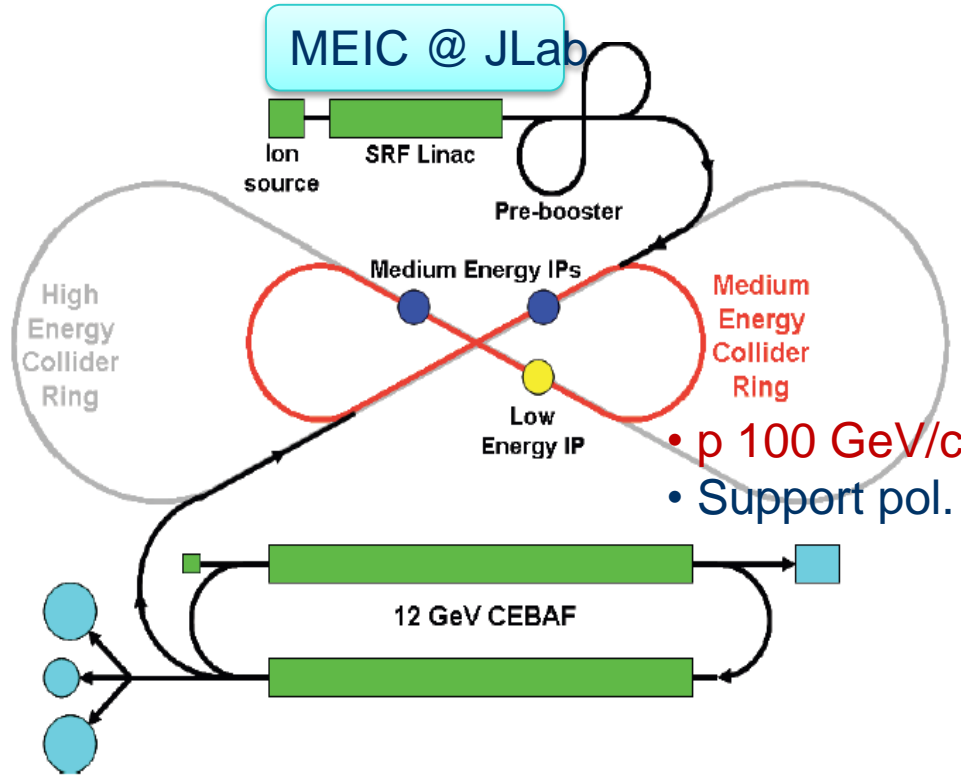 MEIC @ JLab
Ion
source
SRF Linac
Pre-booster
Medium Energy IPs
High
Energy
Collider
Ring
Medium
Energy
Collider
Ring
Low
Energy IP
• p 100 GeV/c
• Support pol.
12 GeV CEBAF